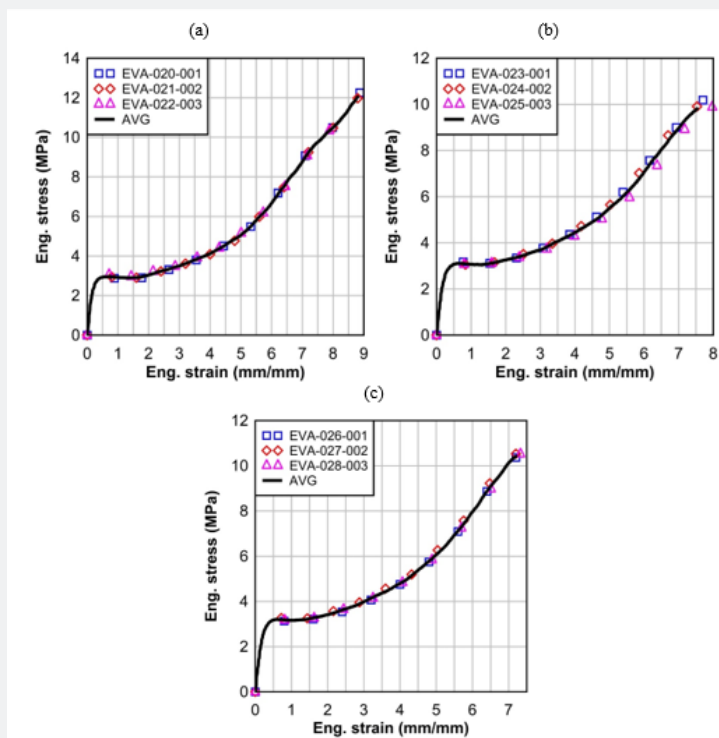 (a)
Eng. stress (MPa)
14
12
10
8
6
4
2
0
EVA-020-001
EVA-021-002
EVA-022-003
AVG
0 1 2 3 4 5 6 7 8 9
Eng. strain (mm/mm)
(b)
Eng. stress (MPa)
12
10
8
6
4
2
0
EVA-023-001
EVA-024-002
EVA-025-003
AVG
0 1 2 3 4 5 6 7 8
Eng. strain (mm/mm)
(c)
Eng. stress (MPa)
12
10
8
6
4
2
0
EVA-026-001
EVA-027-002
EVA-028-003
AVG
0 1 2 3 4 5 6 7
Eng. strain (mm/mm)